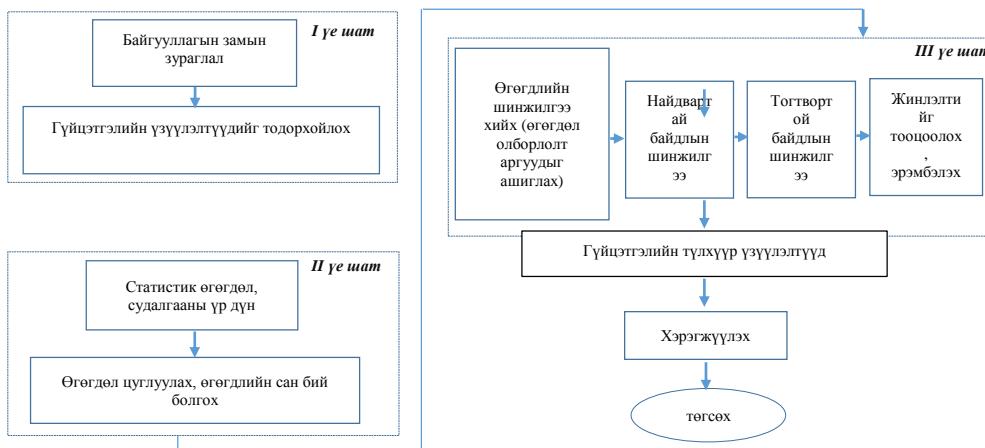 I үе шат
Байгууллагын замын
зураглал
Гүйцэтгэлийн үзүүлэлтүүдийг тодорхойлох
II үе шат
Статистик өгөгдөл,
судалгааны үр дүн
Өгөгдөл цуглуулах, өгөгдлийн сан бий
болгох
III үе шат
Өгөгдлийн
шинжилгээ
хийх (өгөгдөл
олборлолт
аргуудыг
ашиглах)
Найдварт
ай
байдлын
шинжилг
ээ
Тогтворт
ой
байдлын
шинжилг
ээ
Жинлэлти
йг
тооцоолох
,
эрэмбэлэх
Гүйцэтгэлийн түлхүүр үзүүлэлтүүд
Хэрэгжүүлэх
төгсөх